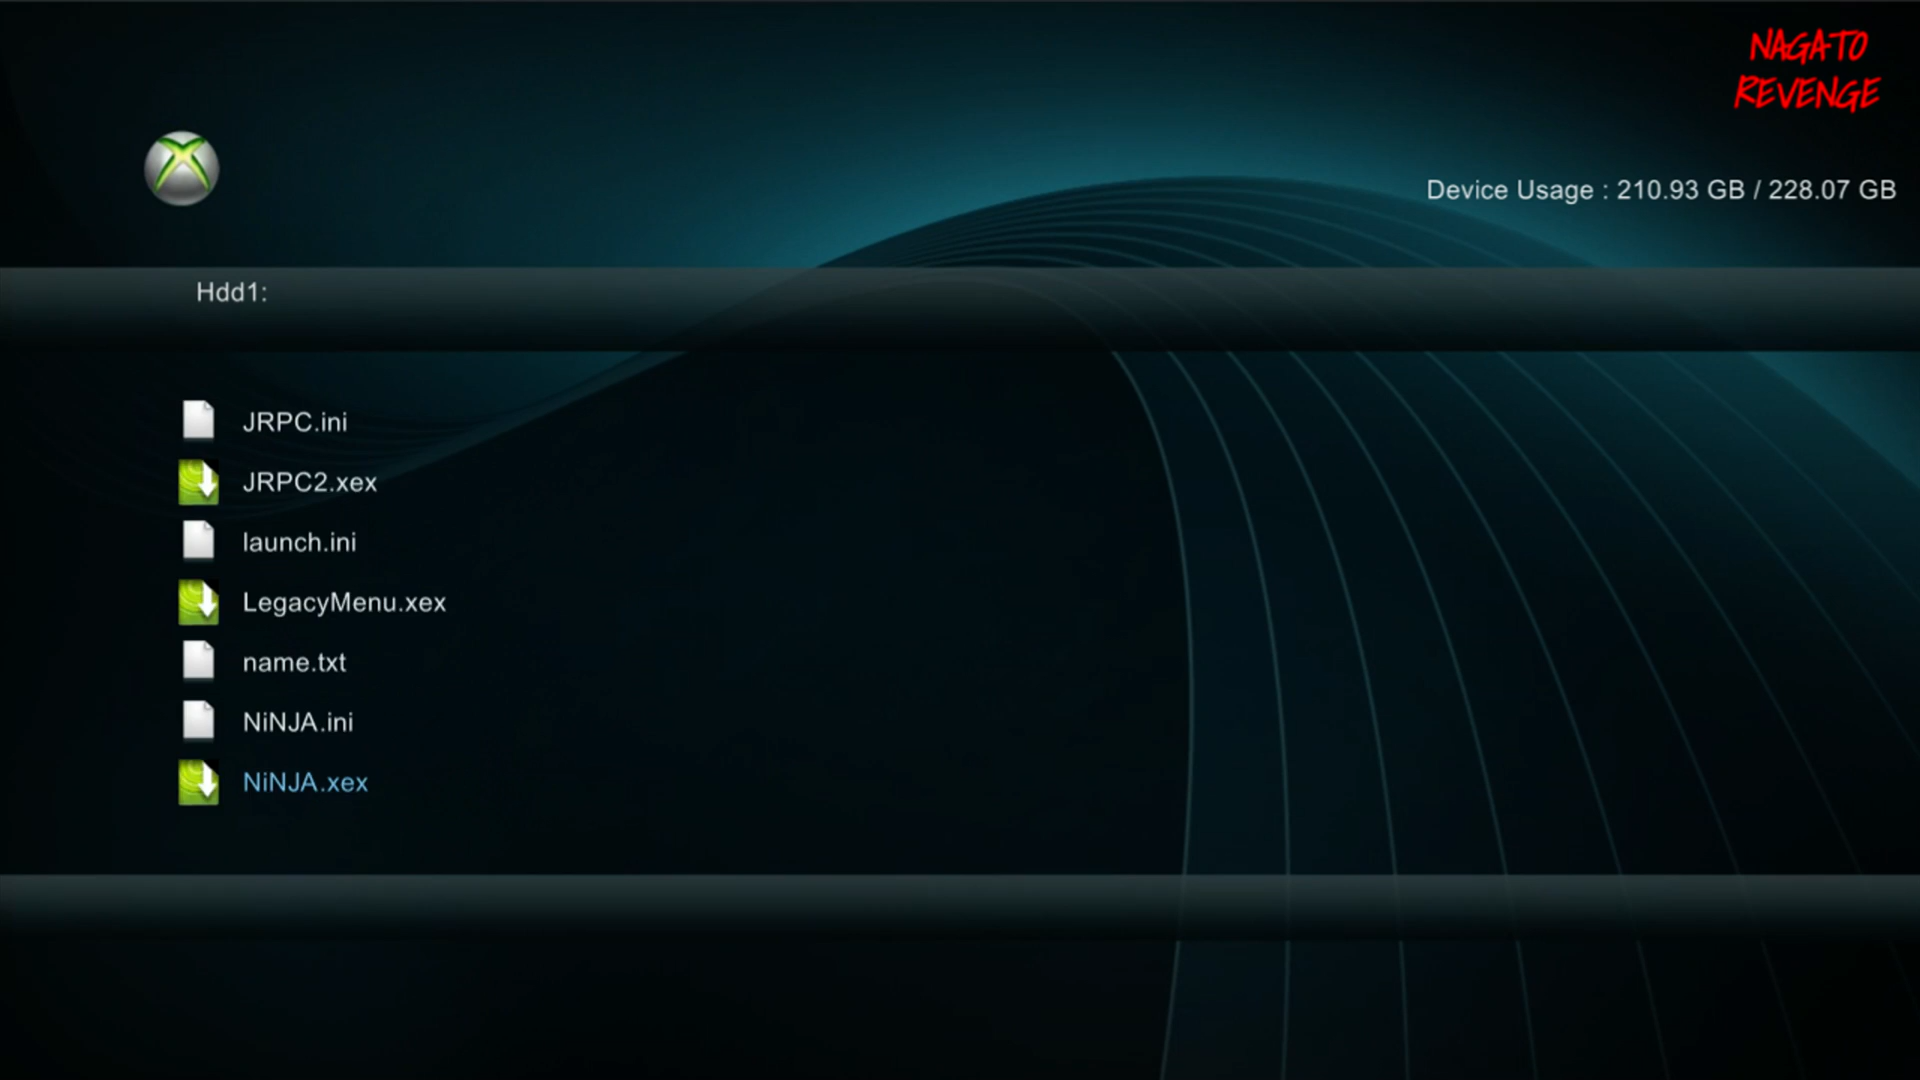 NAGATO
REVENGE
Device Usage : 210.93 GB / 228.07 GB
Hdd1:
JRPC.ini
JRPC2.xex
launch.ini
LegacyMenu.xex
name.txt
NiNJA.ini
NiNJA.xex